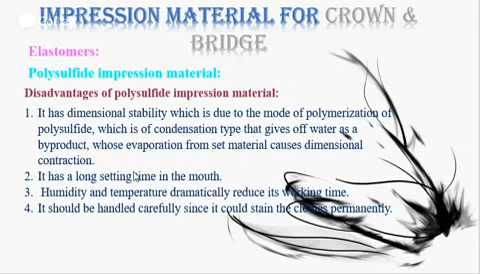 IMPRESSION MATERIAL FOR CROWN &
BRIDGE
Elastomers:
Polysulfide impression material:
Disadvantages of polysulfide impression material:
1. It has dimensional stability which is due to the mode of polymerization of
polysulfide, which is of condensation type that gives off water as a
byproduct, whose evaporation from set material causes dimensional
contraction.
2. It has a long setting time in the mouth.
3. Humidity and temperature dramatically reduce its working time.
4. It should be handled carefully since it could stain the clothes permanently.